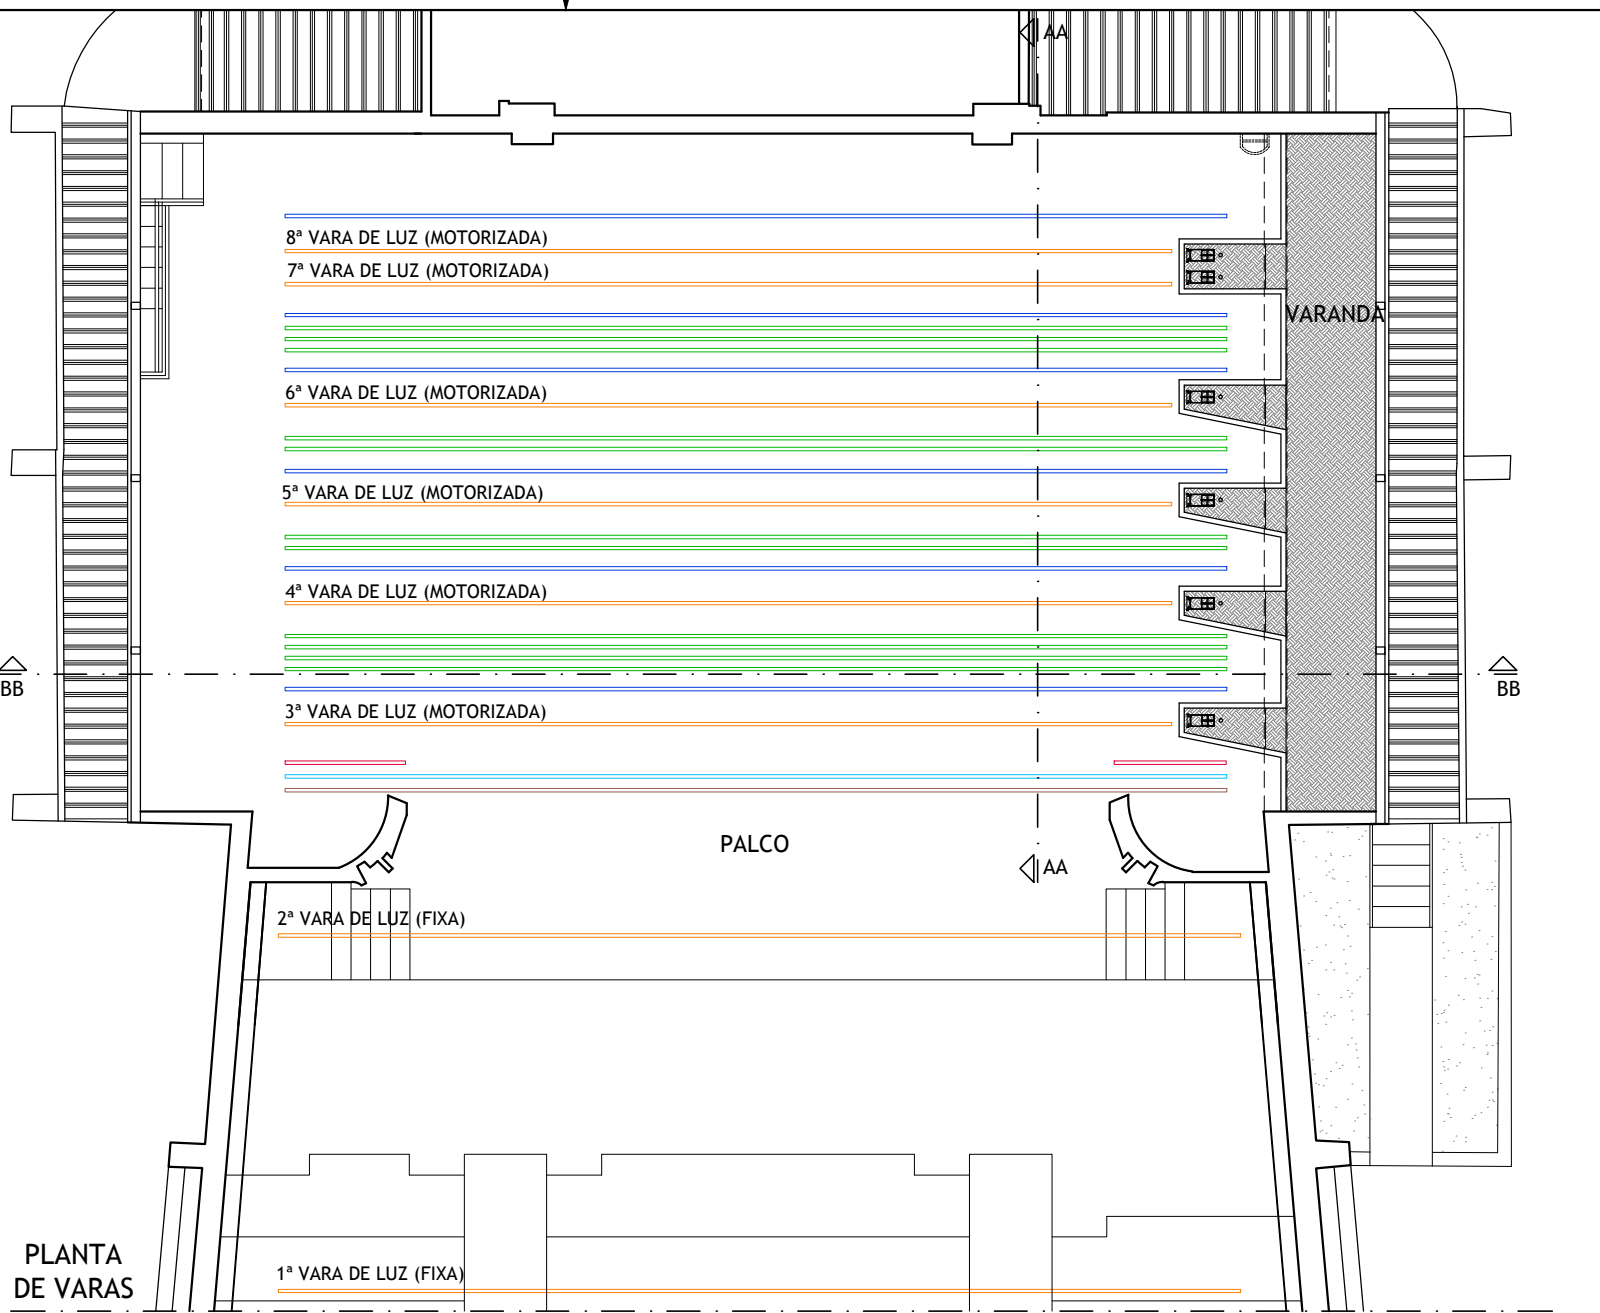 AA
8ª VARA DE LUZ (MOTORIZADA)
7ª VARA DE LUZ (MOTORIZADA)
VARANDA
6ª VARA DE LUZ (MOTORIZADA)
5ª VARA DE LUZ (MOTORIZADA)
4ª VARA DE LUZ (MOTORIZADA)
BB
BB
3ª VARA DE LUZ (MOTORIZADA)
PALCO
AA
2ª VARA DE LUZ (FIXA)
PLANTA
DE VARAS
1ª VARA DE LUZ (FIXA)